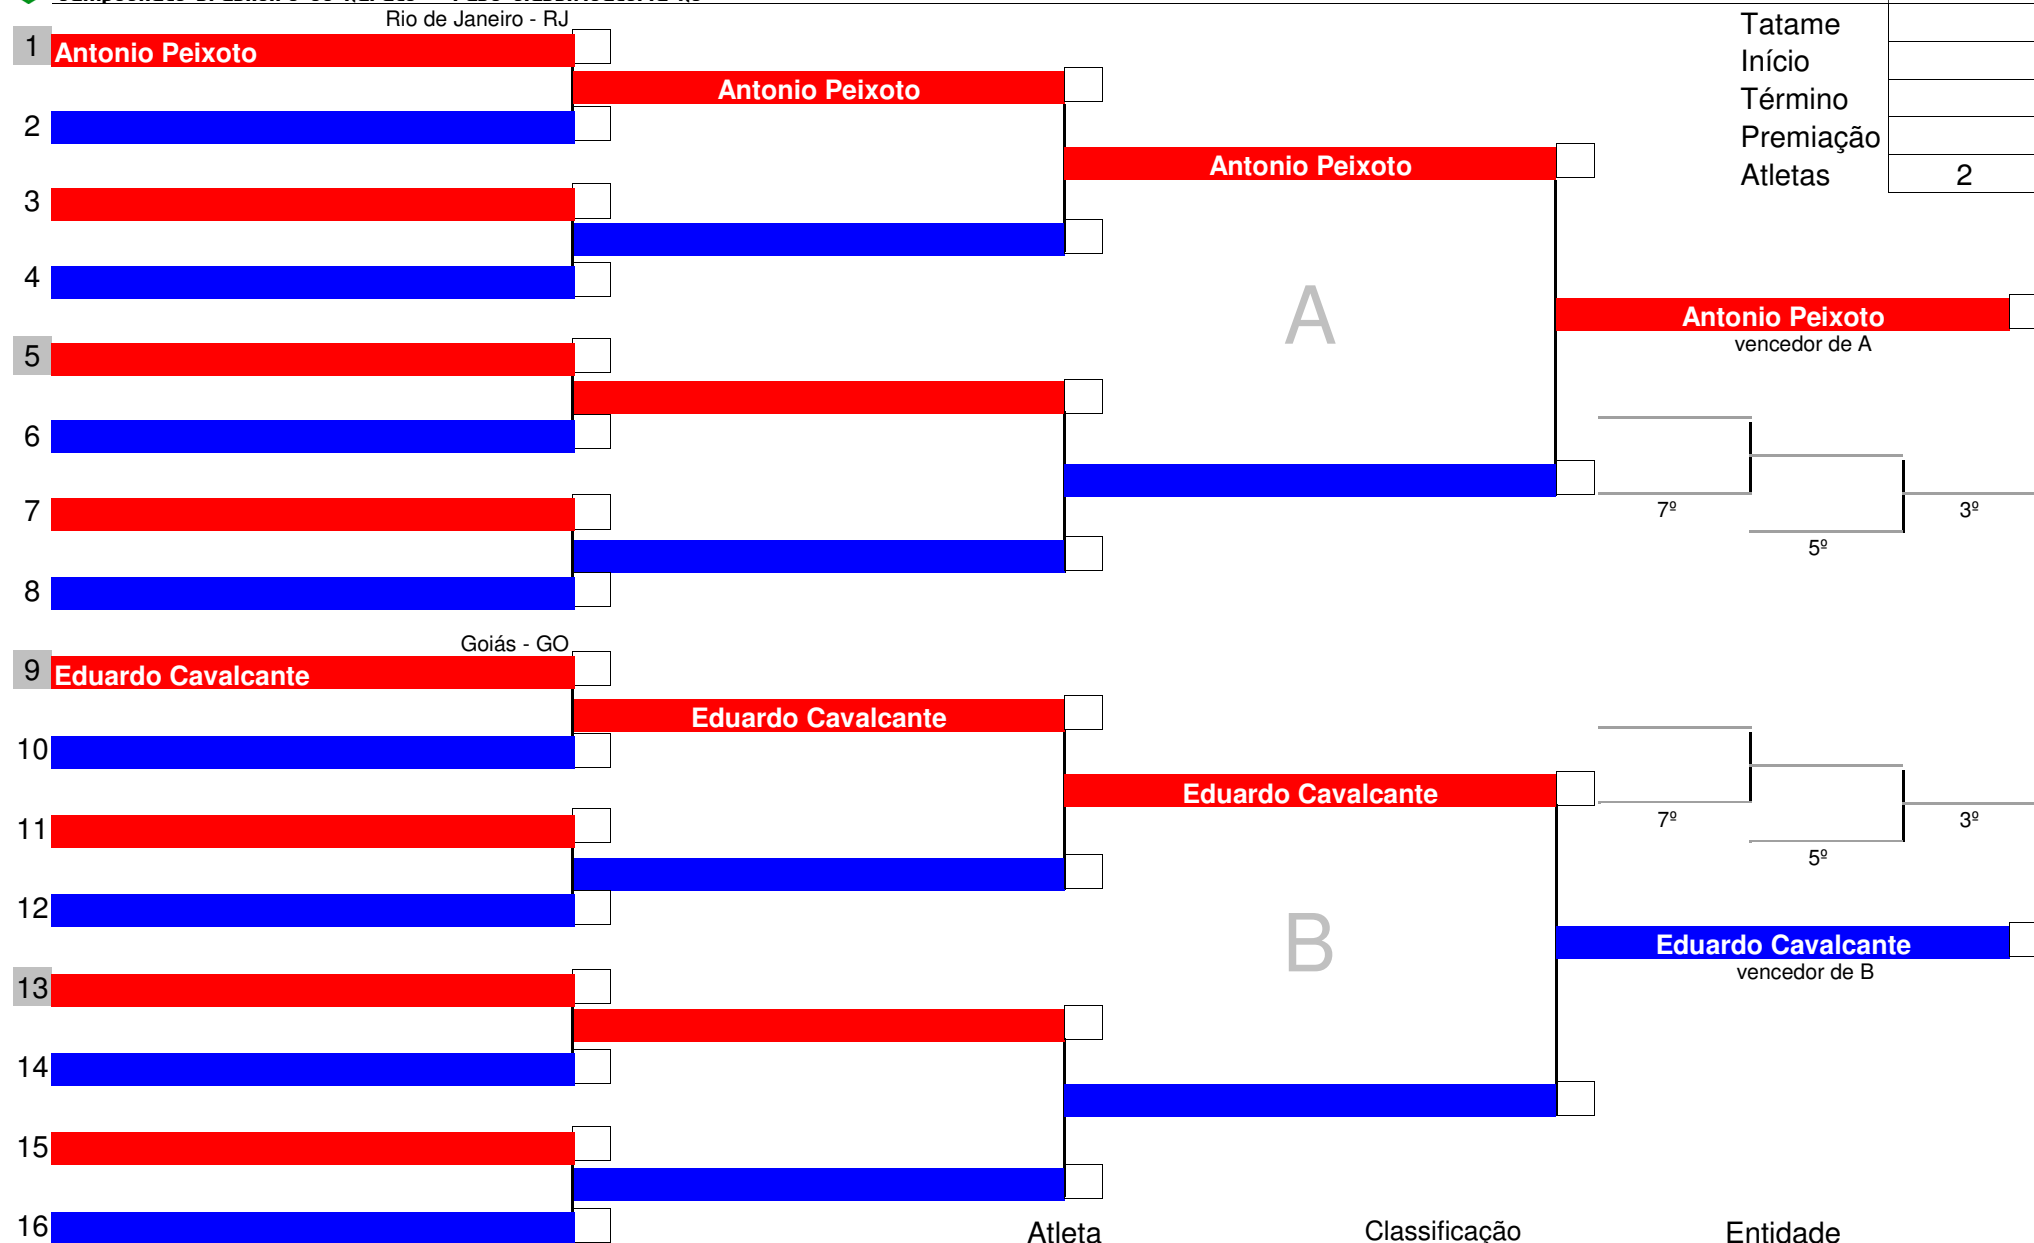 Rio de Janeiro - RJ
1 Antonio Peixoto
Antonio Peixoto
2
Antonio Peixoto
3
4
A
Antonio Peixoto
vencedor de A
5
6
7
8
7º
5º
3º
Goiás - GO
9 Eduardo Cavalcante
Eduardo Cavalcante
10
Eduardo Cavalcante
11
12
B
7º
5º
3º
Eduardo Cavalcante
vencedor de B
13
14
15
16
Tatame
Início
Término
Premiação
Atletas 2
Atleta Classificação Entidade